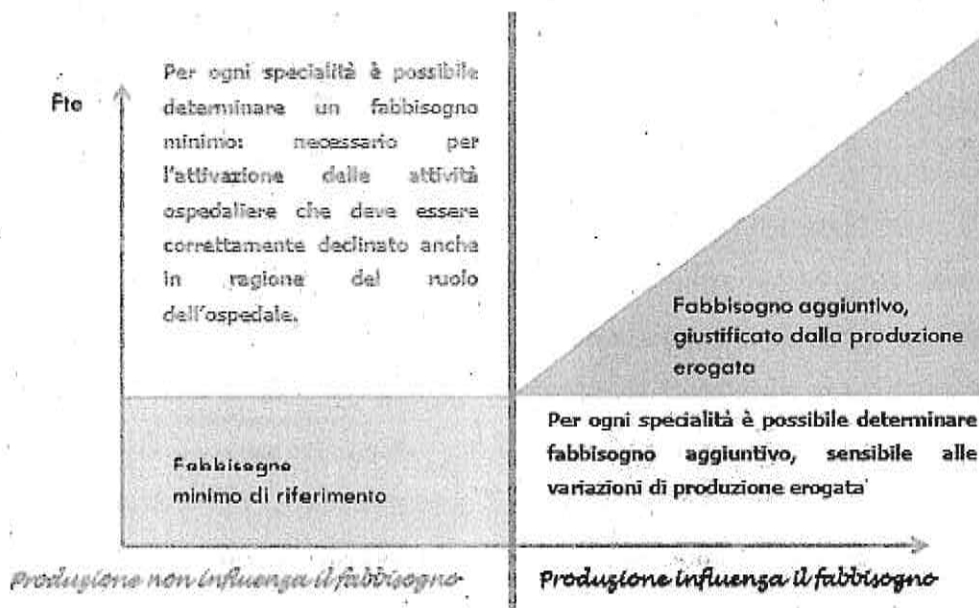 Fte
Per ogni specialità è possibile
determinare un fabbisogno
minimo: necessario per
l'attivazione delle attività
ospedaliere che deve essere
correttamente declinato anche
in ragione del ruolo
dell'ospedale.
Fabbisogno aggiuntivo,
giustificato dalla produzione
erogata
Fabbisogno
minimo di riferimento
Per ogni specialità è possibile determinare
fabbisogno aggiuntivo, sensibile alle
variazioni di produzione erogata
Produzione non influenza il fabbisogno
Produzione influenza il fabbisogno